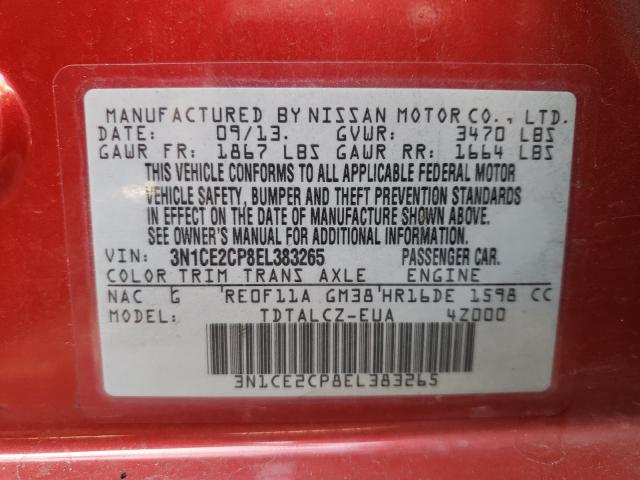 MANUFACTURED BY NISSAN MOTOR CO., LTD.
DATE: 09/13. GVWR: 3470 LBS
GAWR FR: 1867 LBS GAWR RR: 1664 LBS
THIS VEHICLE CONFORMS TO ALL APPLICABLE FEDERAL MOTOR
VEHICLE SAFETY, BUMPER AND THEFT PREVENTION STANDARDS
IN EFFECT ON THE DATE OF MANUFACTURE SHOWN ABOVE.
SEE OWNER'S MANUAL FOR ADDITIONAL INFORMATION.
VIN: 3N1CE2CP8EL383265 PASSENGER CAR.
COLOR TRIM TRANS AXLE ENGINE
NAC G 'RE0F11A GM38'HR16DE 1598 CC
MODEL: TDTALCZ-EUA 4Z000
3N1CE2CP8EL383265